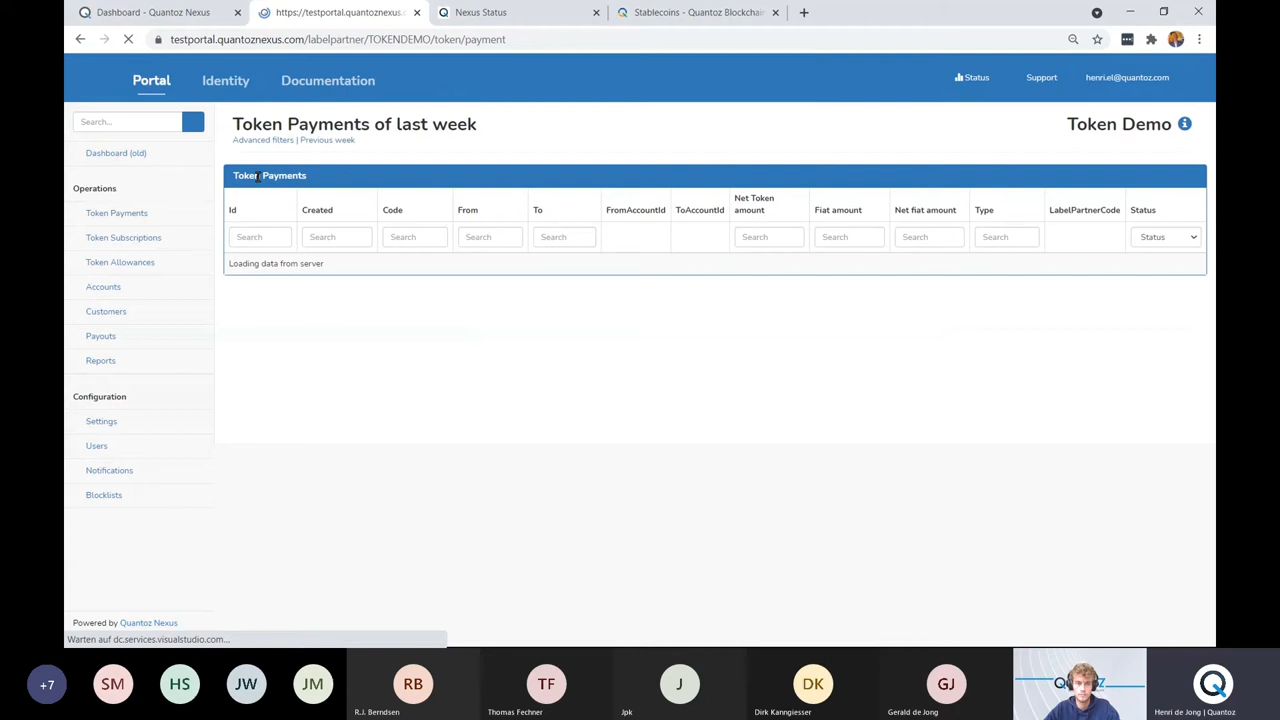 Dashboard - Quantoz Nexus
https://testportal.quantoznexus.c
Nexus Status
Stablecoins - Quantoz Blockchain
testportal.quantoznexus.com/labelpartner/TOKENDEMO/token/payment
Portal
Identity
Documentation
Status
Support
henri.el@quantoz.com
Search...
Dashboard (old)
Operations
Token Payments
Token Subscriptions
Token Allowances
Accounts
Customers
Payouts
Reports
Configuration
Settings
Users
Notifications
Blocklists
Powered by Quantoz Nexus
Warten auf dc.services.visualstudio.com...
Token Payments of last week
Advanced filters | Previous week
Token Demo
Token Payments
Id
Created
Code
From
To
FromAccountId
ToAccountId
Net Token
amount
Fiat amount
Net fiat amount
Type
LabelPartnerCode
Status
Search
Search
Search
Search
Search
Search
Search
Search
Search
Status
Loading data from server
+7
SM
HS
JW
JM
RB
R.J. Berndsen
TF
Thomas Fechner
J
Jpk
DK
Dirk Kanngiesser
GJ
Gerald de Jong
Henri de Jong | Quantoz